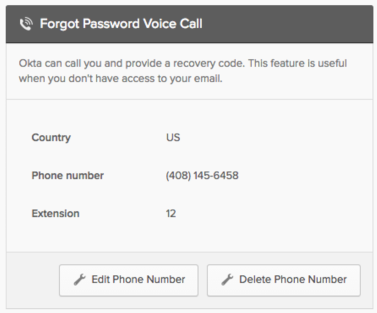 Forgot Password Voice Call
Okta can call you and provide a recovery code. This feature is useful
when you don't have access to your email.
Country US
Phone number (408) 145-6458
Extension 12
Edit Phone Number Delete Phone Number